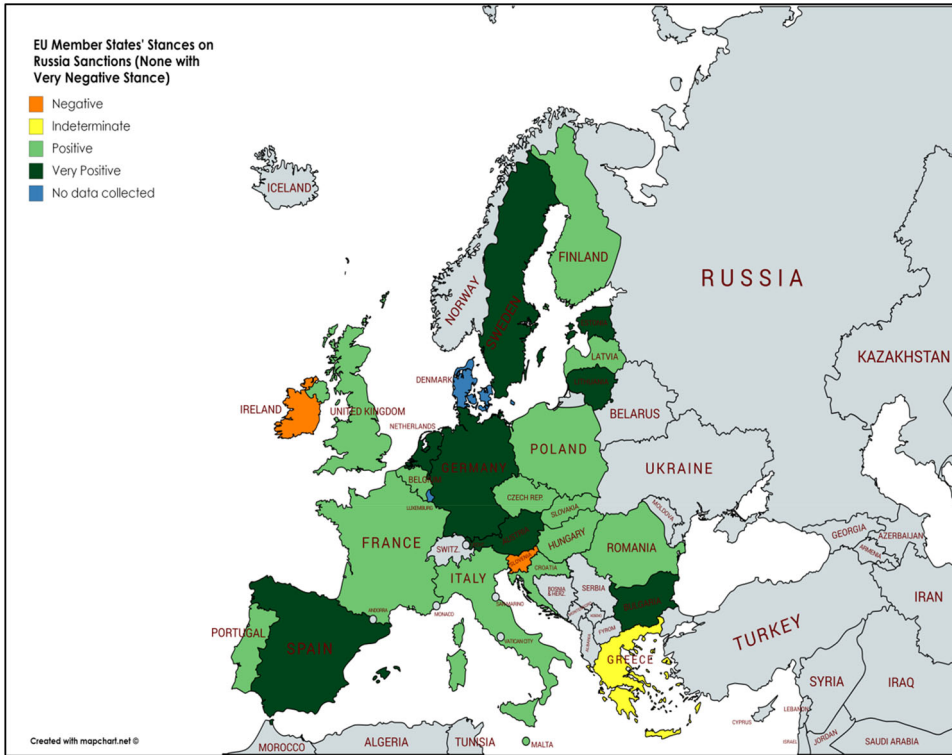 EU Member States' Stances on
Russia Sanctions (None with
Very Negative Stance)
Negative
Indeterminate
Positive
Very Positive
No data collected
ICELAND
NORWAY
SWEDEN
FINLAND
RUSSIA
LATVIA
LITHUANIA
KAZAKHSTAN
DENMARK
IRELAND
UNITED KINGDOM
NETHERLANDS
BELARUS
POLAND
GERMANY
UKRAINE
LUXEMBURG
CZECH REP.
SLOVAKIA
MOLDOVA
FRANCE
SWITZ.
AUSTRIA
HUNGARY
ROMANIA
SLOVENIA
CROATIA
ITALY
GEORGIA
AZERBAIJAN
ARMENIA
BOSNIA
& HERZ.
SERBIA
SAN MARINO
MONACO
ANDORRA
BULGARIA
IRAN
PORTUGAL
SPAIN
VATICAN CITY
FYROM
TURKEY
GREECE
SYRIA
IRAQ
CYPRUS
LEBANON
ISRAEL
JORDAN
SAUDI ARABIA
MALTA
MOROCCO
ALGERIA
TUNISIA
Created with mapchart.net ©